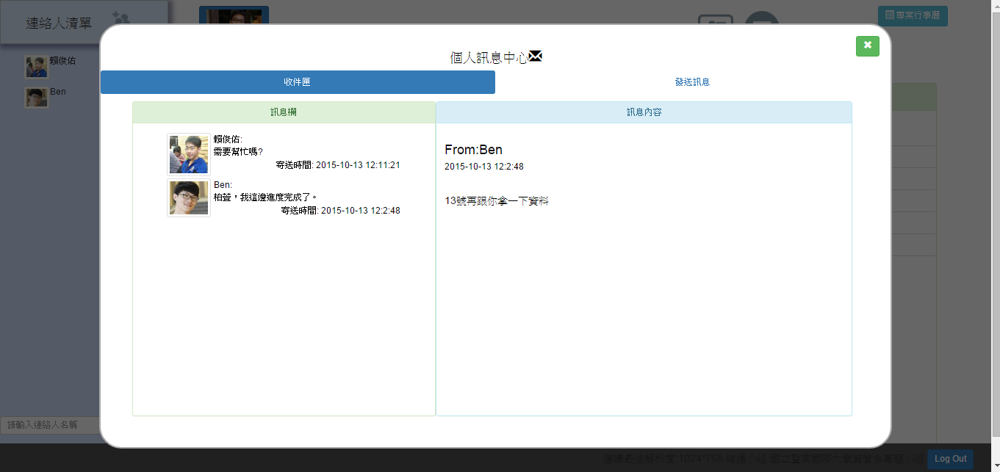 連絡人清單
專案行事曆
賴俊佑
Ben
個人訊息中心
收件匣
發送訊息
訊息欄
訊息內容
賴俊佑:
需要幫忙嗎?
寄送時間: 2015-10-13 12:11:21
Ben:
柏萱，我這邊進度完成了。
寄送時間: 2015-10-13 12:2:48
From:Ben
2015-10-13 12:2:48
13號再跟你拿一下資料
請輸入連絡人名稱
建議最佳解析度:1024*768
Log Out